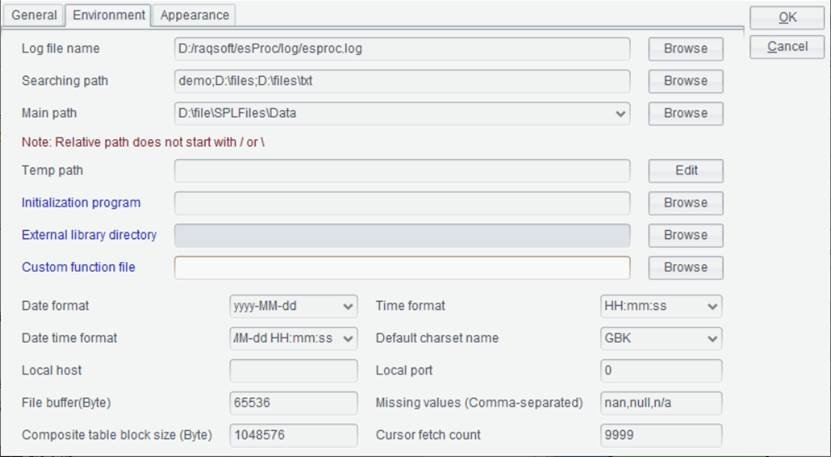 General Environment Appearance
OK
Cancel
Log file name D:/raqsoft/esProc/log/esproc.log Browse
Searching path demo;D:\files;D:\files\txt Browse
Main path D:\file\SPLFiles\Data Browse
Note: Relative path does not start with / or \
Temp path Edit
Initialization program Browse
External library directory Browse
Custom function file Browse
Date format yyyy-MM-dd Time format HH:mm:ss
Date time format MM-dd HH:mm:ss Default charset name GBK
Local host Local port 0
File buffer(Byte) 65536 Missing values (Comma-separated) nan,null,n/a
Composite table block size (Byte) 1048576 Cursor fetch count 9999